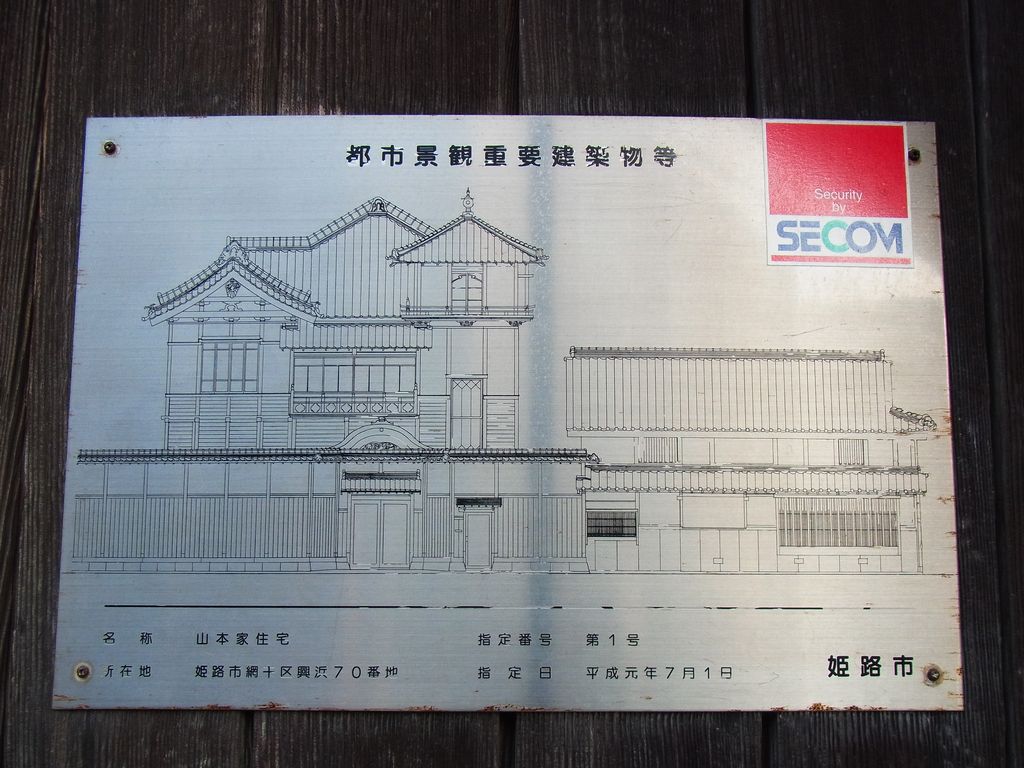 都市景観重要建築物等
Security
by
SECOM
名称 山本家住宅 指定番号 第1号
所在地 姫路市網干区興浜70番地 指定日 平成元年7月1日
姫路市